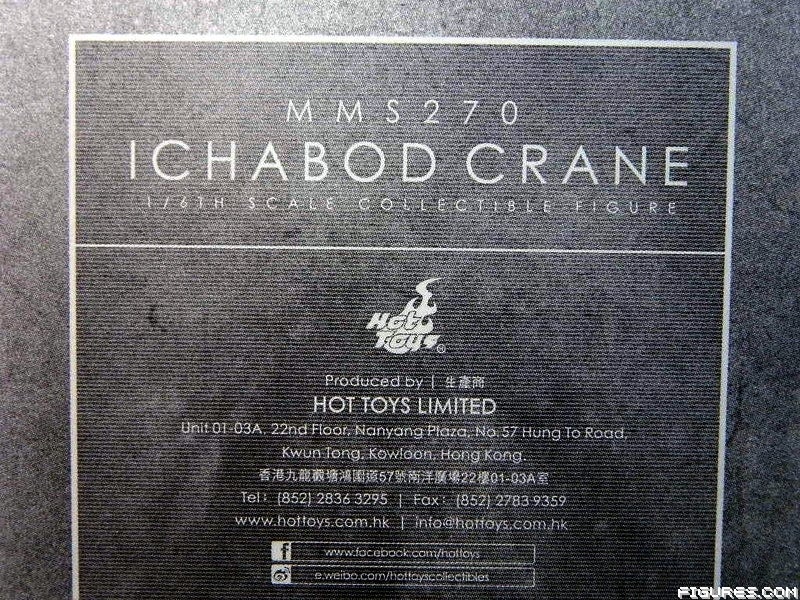 MMS270
ICHABOD CRANE
1/6TH SCALE COLLECTIBLE FIGURE
Hot
Toys®
Produced by | 生產商
HOT TOYS LIMITED
Unit 01-03A, 22nd Floor, Nanyang Plaza, No. 57 Hung To Road,
Kwun Tong, Kowloon, Hong Kong.
香港九龍觀塘鴻圖道57號南洋廣場22樓01-03A室
Tel : (852) 2836 3295 | Fax : (852) 2783 9359
www.hottoys.com.hk | info@hottoys.com.hk
f www.facebook.com/hottoys
e.weibo.com/hottoyscollectibles
FIGURES.COM